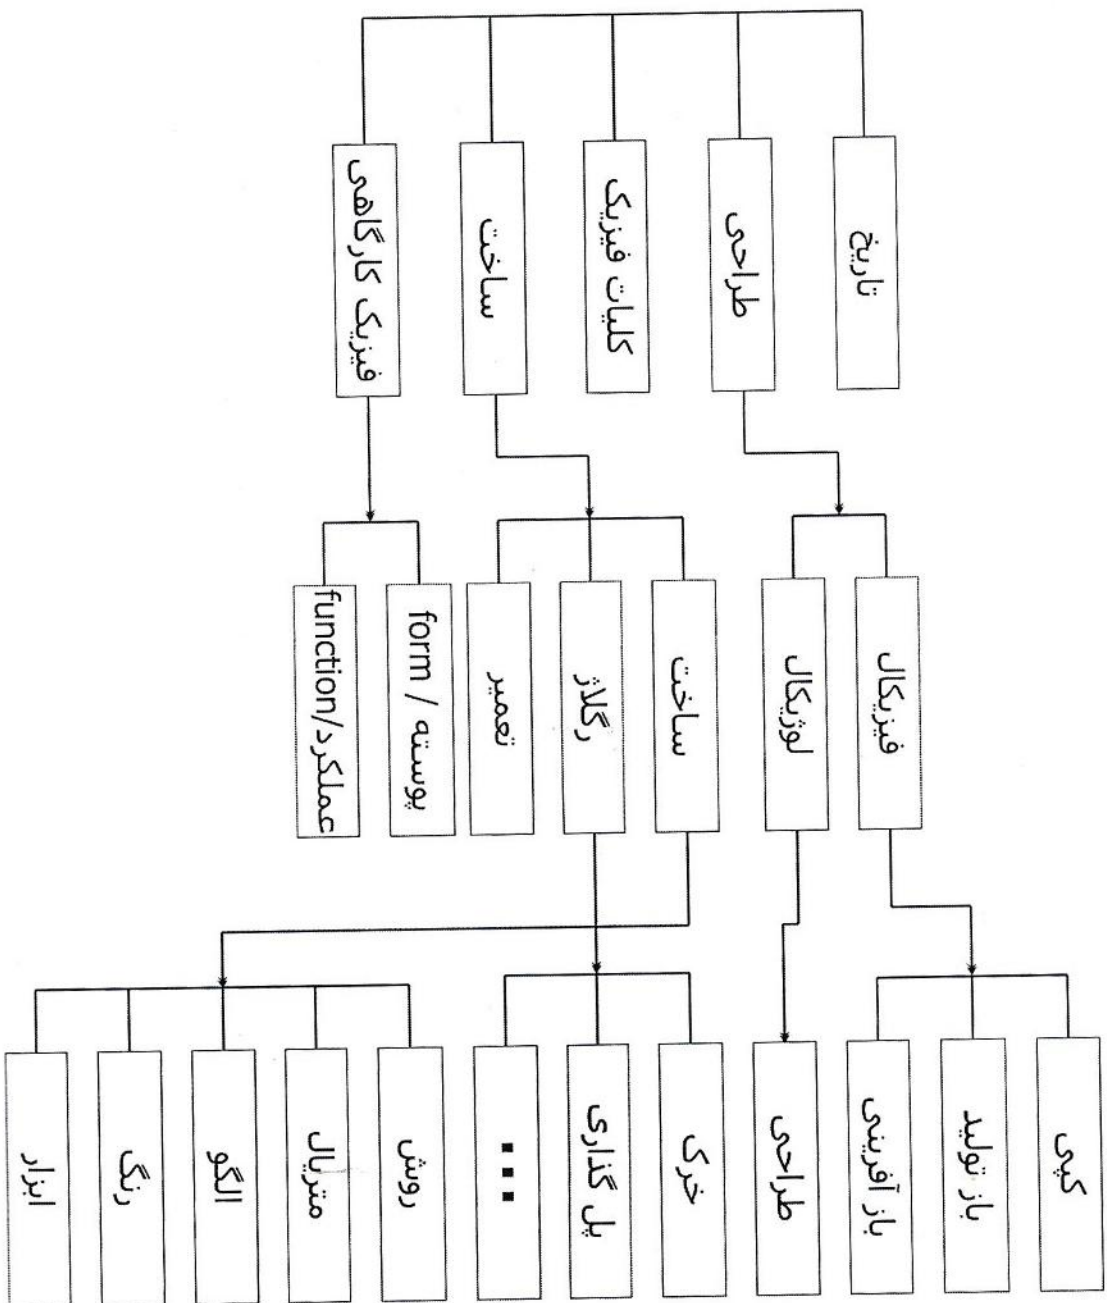 تاریخ
طراحی
کلیات فیزیک
ساخت
فیزیک کارگاهی
فیزیکال
لوژیکال
ساخت
رگلاژ
تعمیر
form / پوسته
function/عملکرد
کپی
باز تولید
باز آفرینی
طراحی
خرک
پل گذاری
...
روش
متریال
الگو
رنگ
ابزار